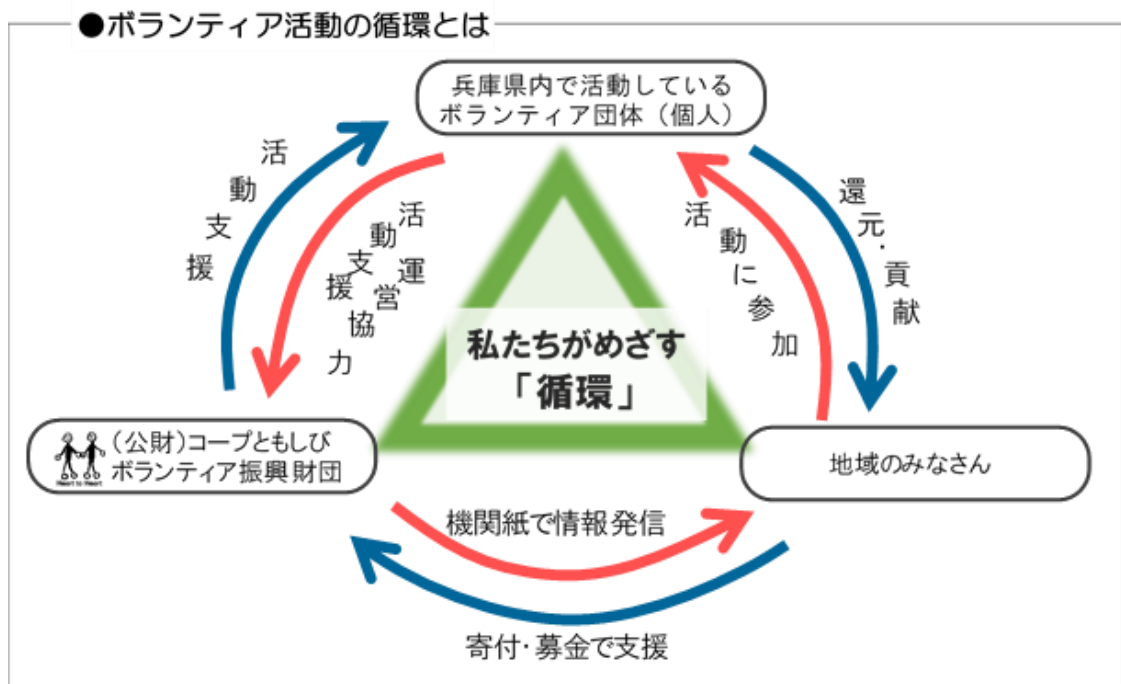 ●ボランティア活動の循環とは
兵庫県内で活動している
ボランティア団体（個人）
活動支援
活動運営
支援協力
活動に参加
還元・貢献
私たちがめざす
「循環」
（公財）コープともしび
ボランティア振興財団
Heart to Heart
地域のみなさん
機関紙で情報発信
寄付・募金で支援